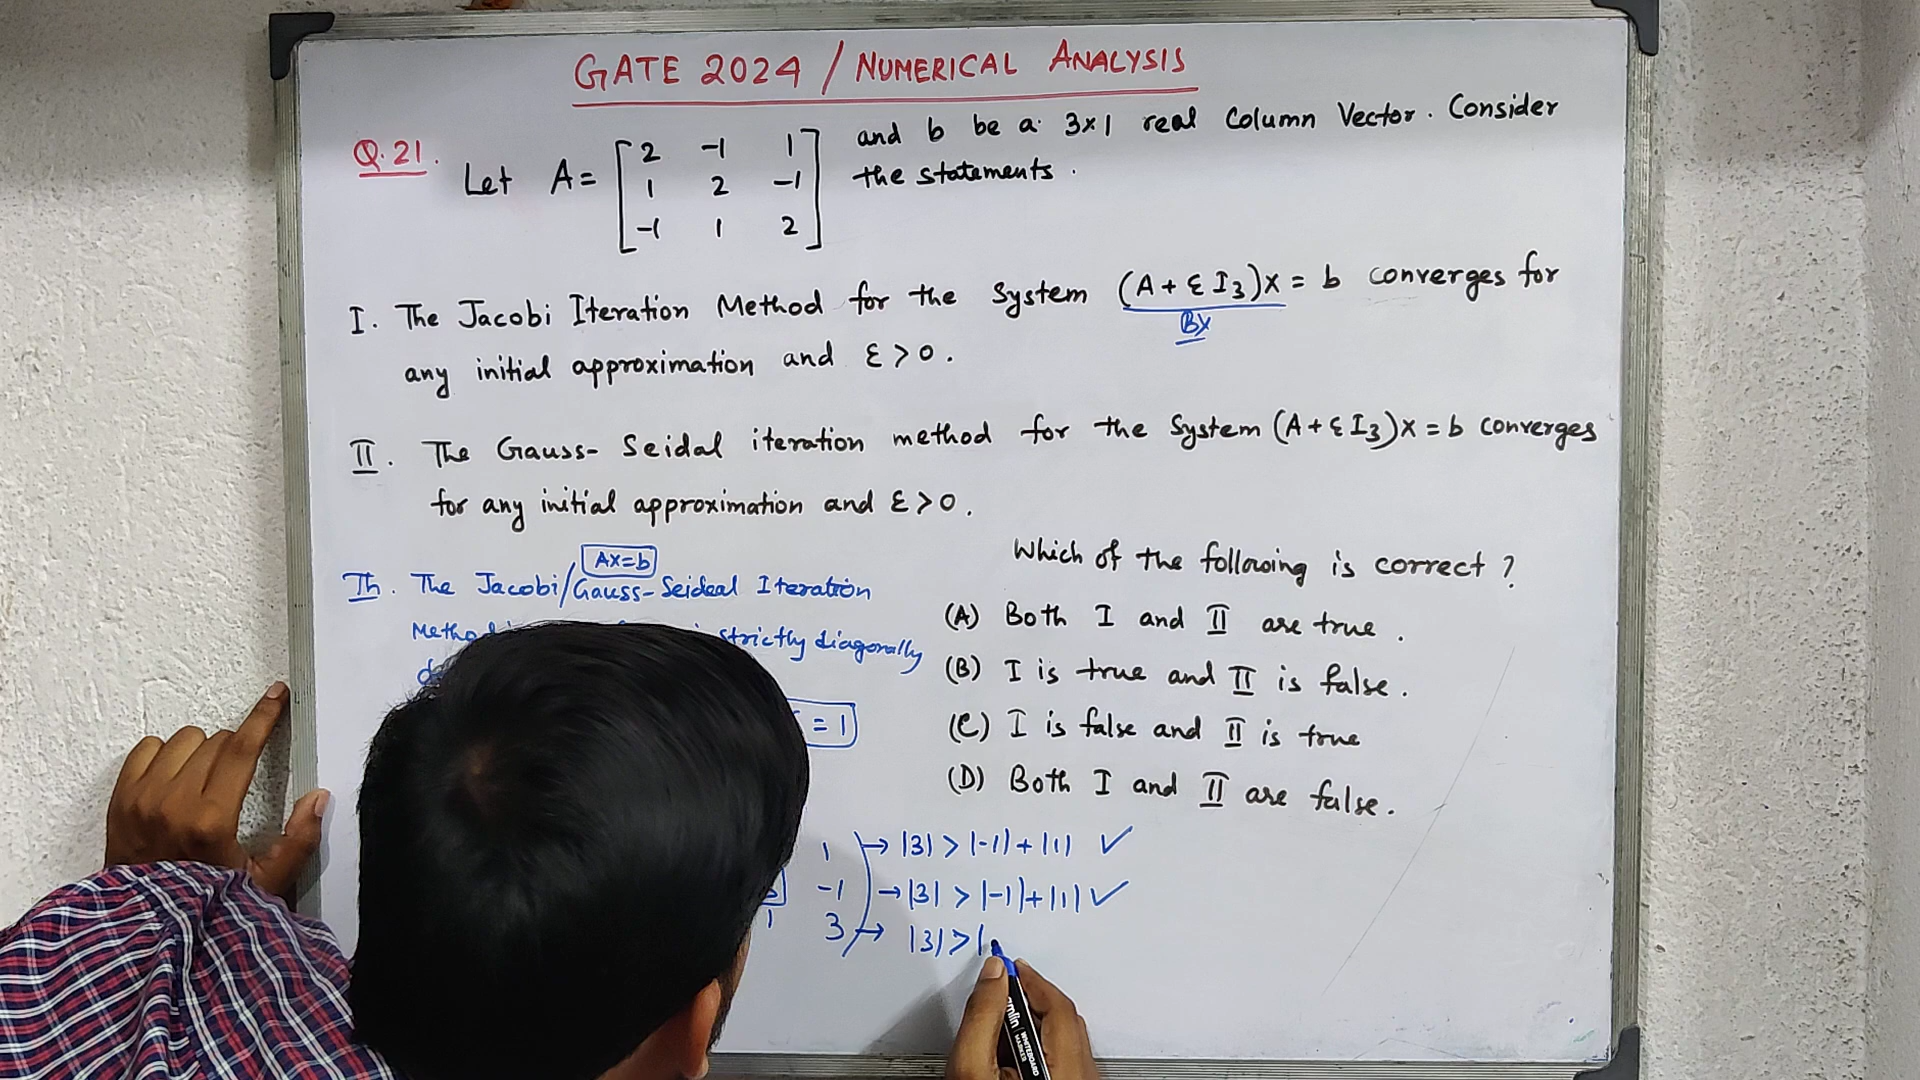 GATE 2024 / NUMERICAL ANALYSIS
Q.21. Let A = [ 2 -1 1 and b be a 3x1 real Column Vector. Consider
1 2 -1 the statements.
-1 1 2 ]
I. The Jacobi Iteration Method for the System (A + ε I₃)x = b converges for
Bx
any initial approximation and ε > 0.
II. The Gauss- Seidal iteration method for the System (A + ε I₃)x = b converges
for any initial approximation and ε > 0.
Ax=b
Th. The Jacobi/Gauss-Seideal Iteration
strictly diagonally
= 1
Which of the following is correct ?
(A) Both I and II are true.
(B) I is true and II is false.
(C) I is false and II is true
(D) Both I and II are false.
1 → |3| > |-1| + |1| ✓
-1 → |3| > |-1| + |1| ✓
1 3 → |3| > |
WHITEBOARD
MARKER